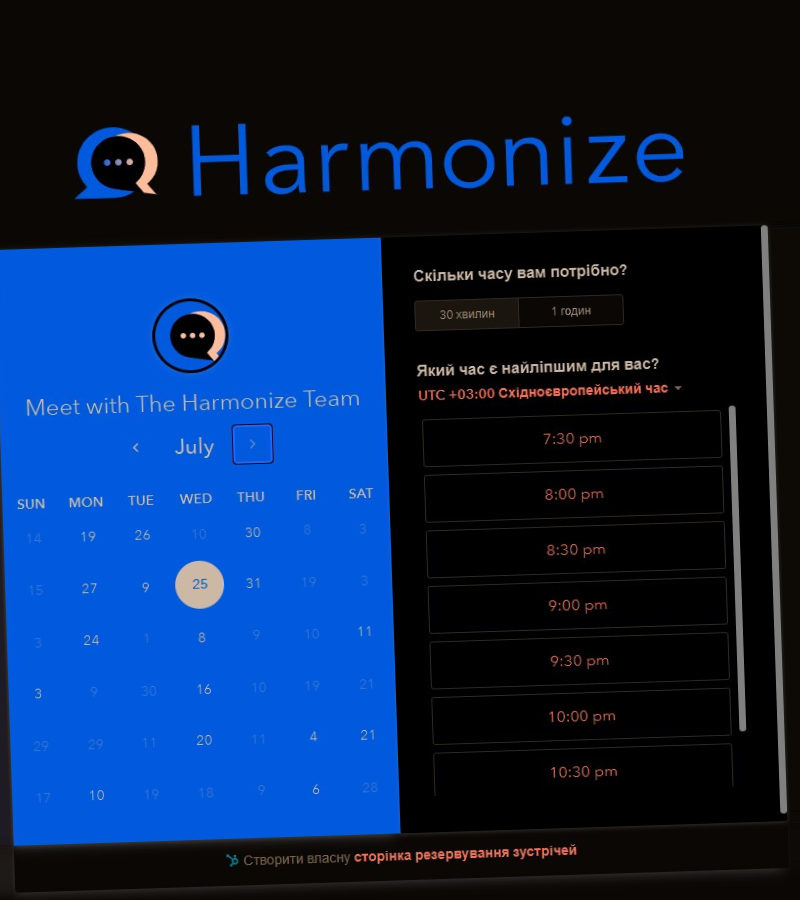 Harmonize
Meet with The Harmonize Team
July
SUN MON TUE WED THU FRI SAT
14 19 26 10 30 8 3
15 27 9 25 31 19 3
3 24 1 8 9 10 11
3 9 30 16 10 19 21
29 29 11 20 11 4 21
17 10 19 18 9 6 28
Скільки часу вам потрібно?
30 хвилин 1 годин
Який час є найліпшим для вас?
UTC +03:00 Східноєвропейський час
7:30 pm
8:00 pm
8:30 pm
9:00 pm
9:30 pm
10:00 pm
10:30 pm
Створити власну сторінка резервування зустрічей